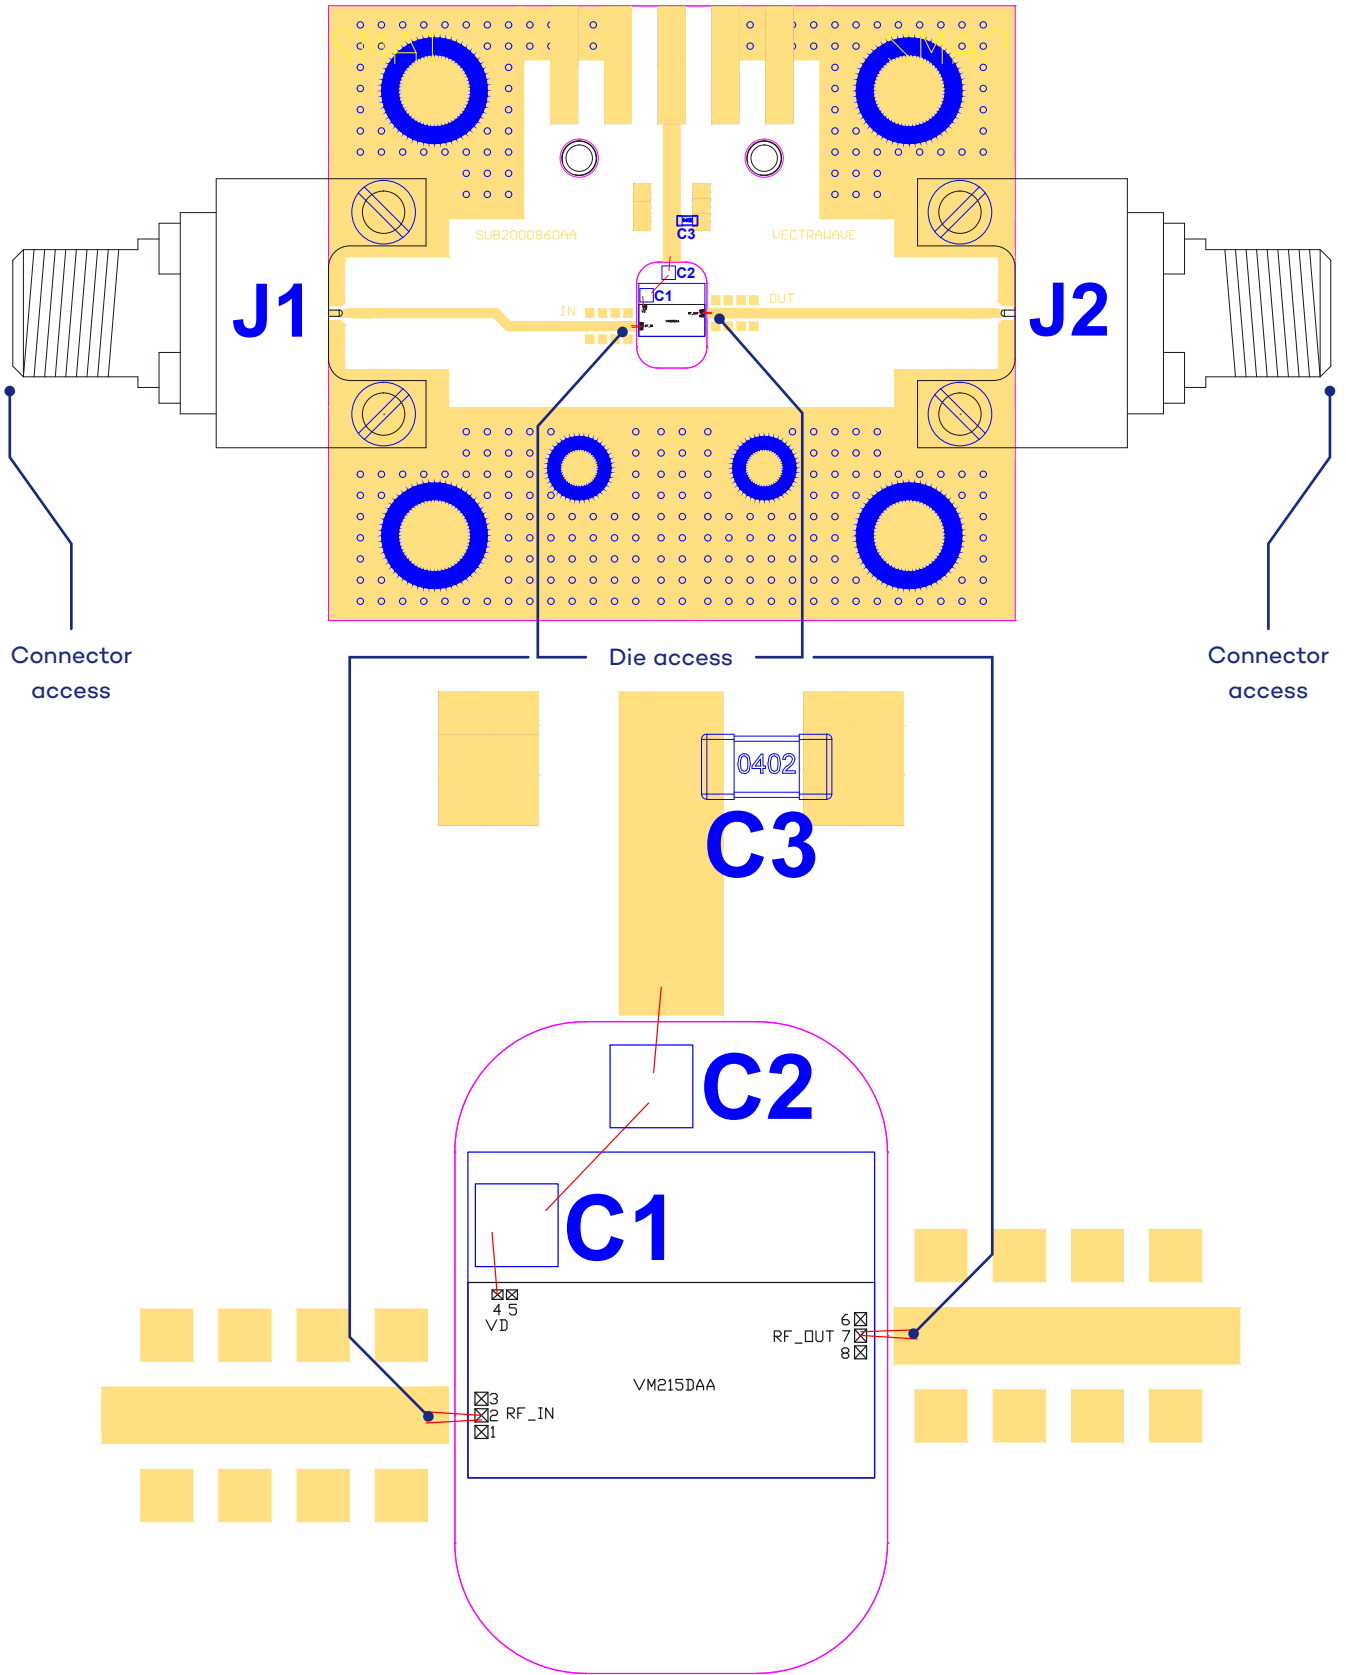 SUB2000860AA
VECTRAWAVE
C3
C2
C1
IN
OUT
J1
J2
Connector
access
Die access
Connector
access
0402
C3
C2
C1
4 5
VD
6
RF_OUT 7
8
VM215DAA
3
2 RF_IN
1